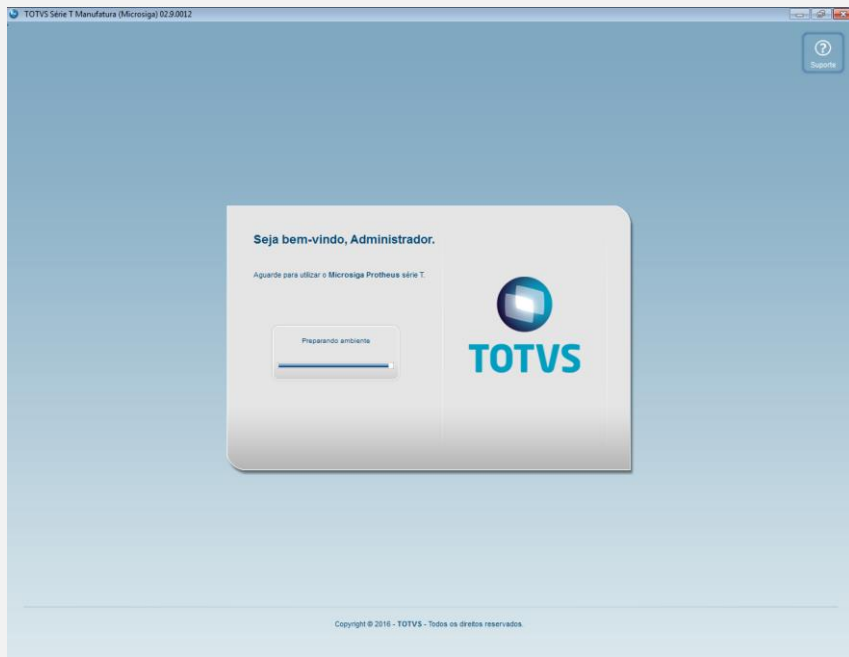 TOTVS Série T Manufatura (Microsiga) 02.9.0012
Suporte
Seja bem-vindo, Administrador.
Aguarde para utilizar o Microsiga Protheus série T.
Preparando ambiente
TOTVS
Copyright © 2016 - TOTVS - Todos os direitos reservados.